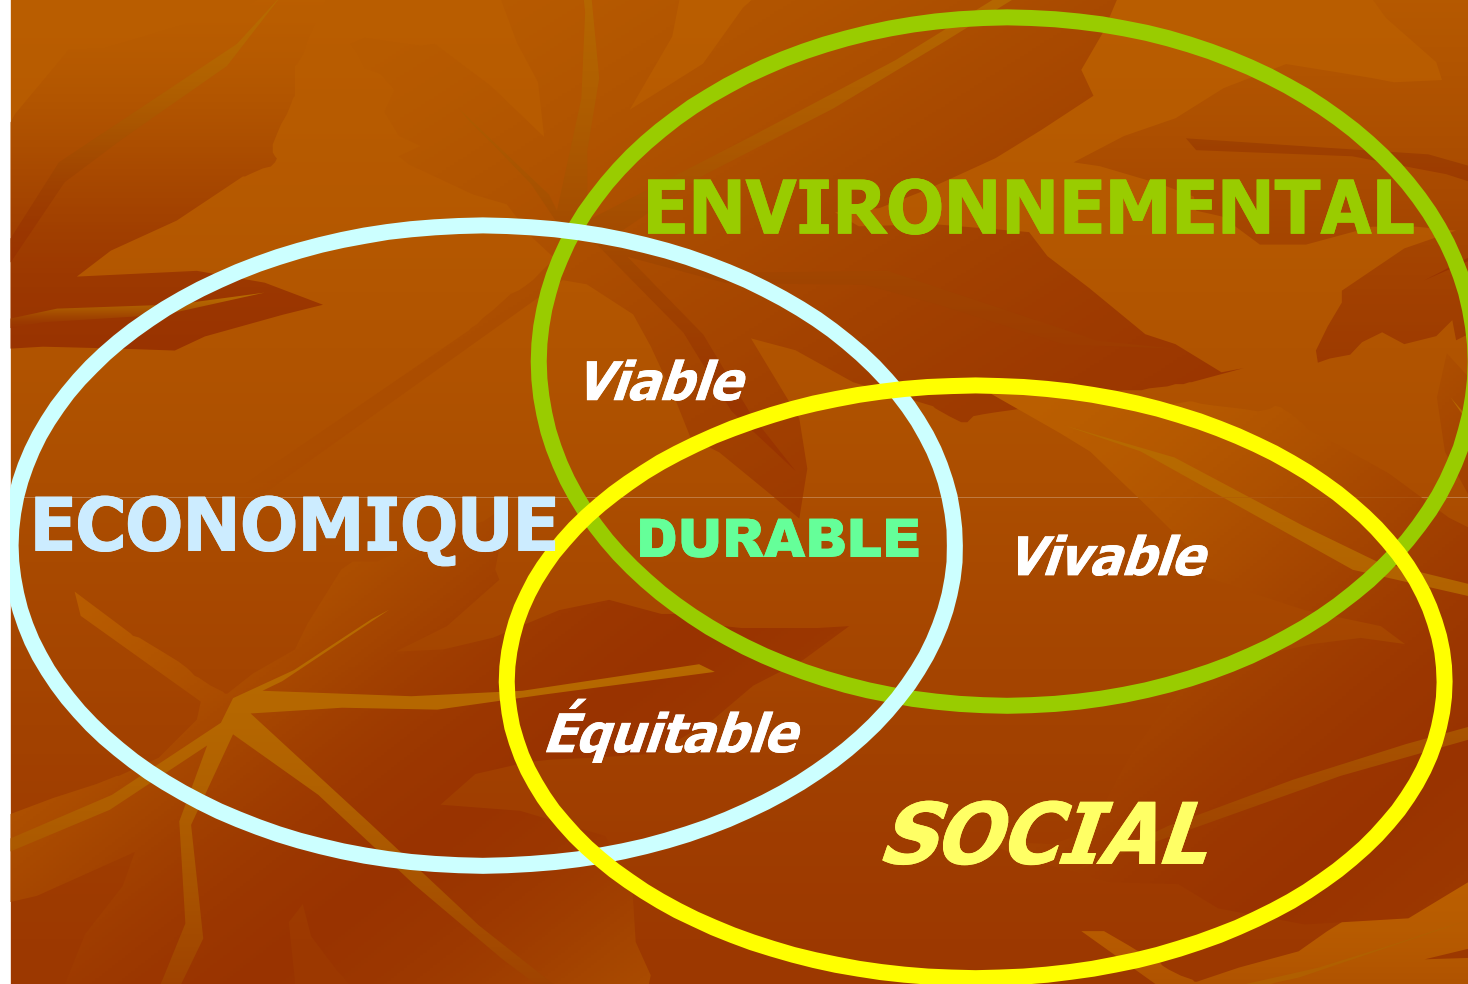 ENVIRONNEMENTAL
Viable
ECONOMIQUE
DURABLE
Vivable
Équitable
SOCIAL